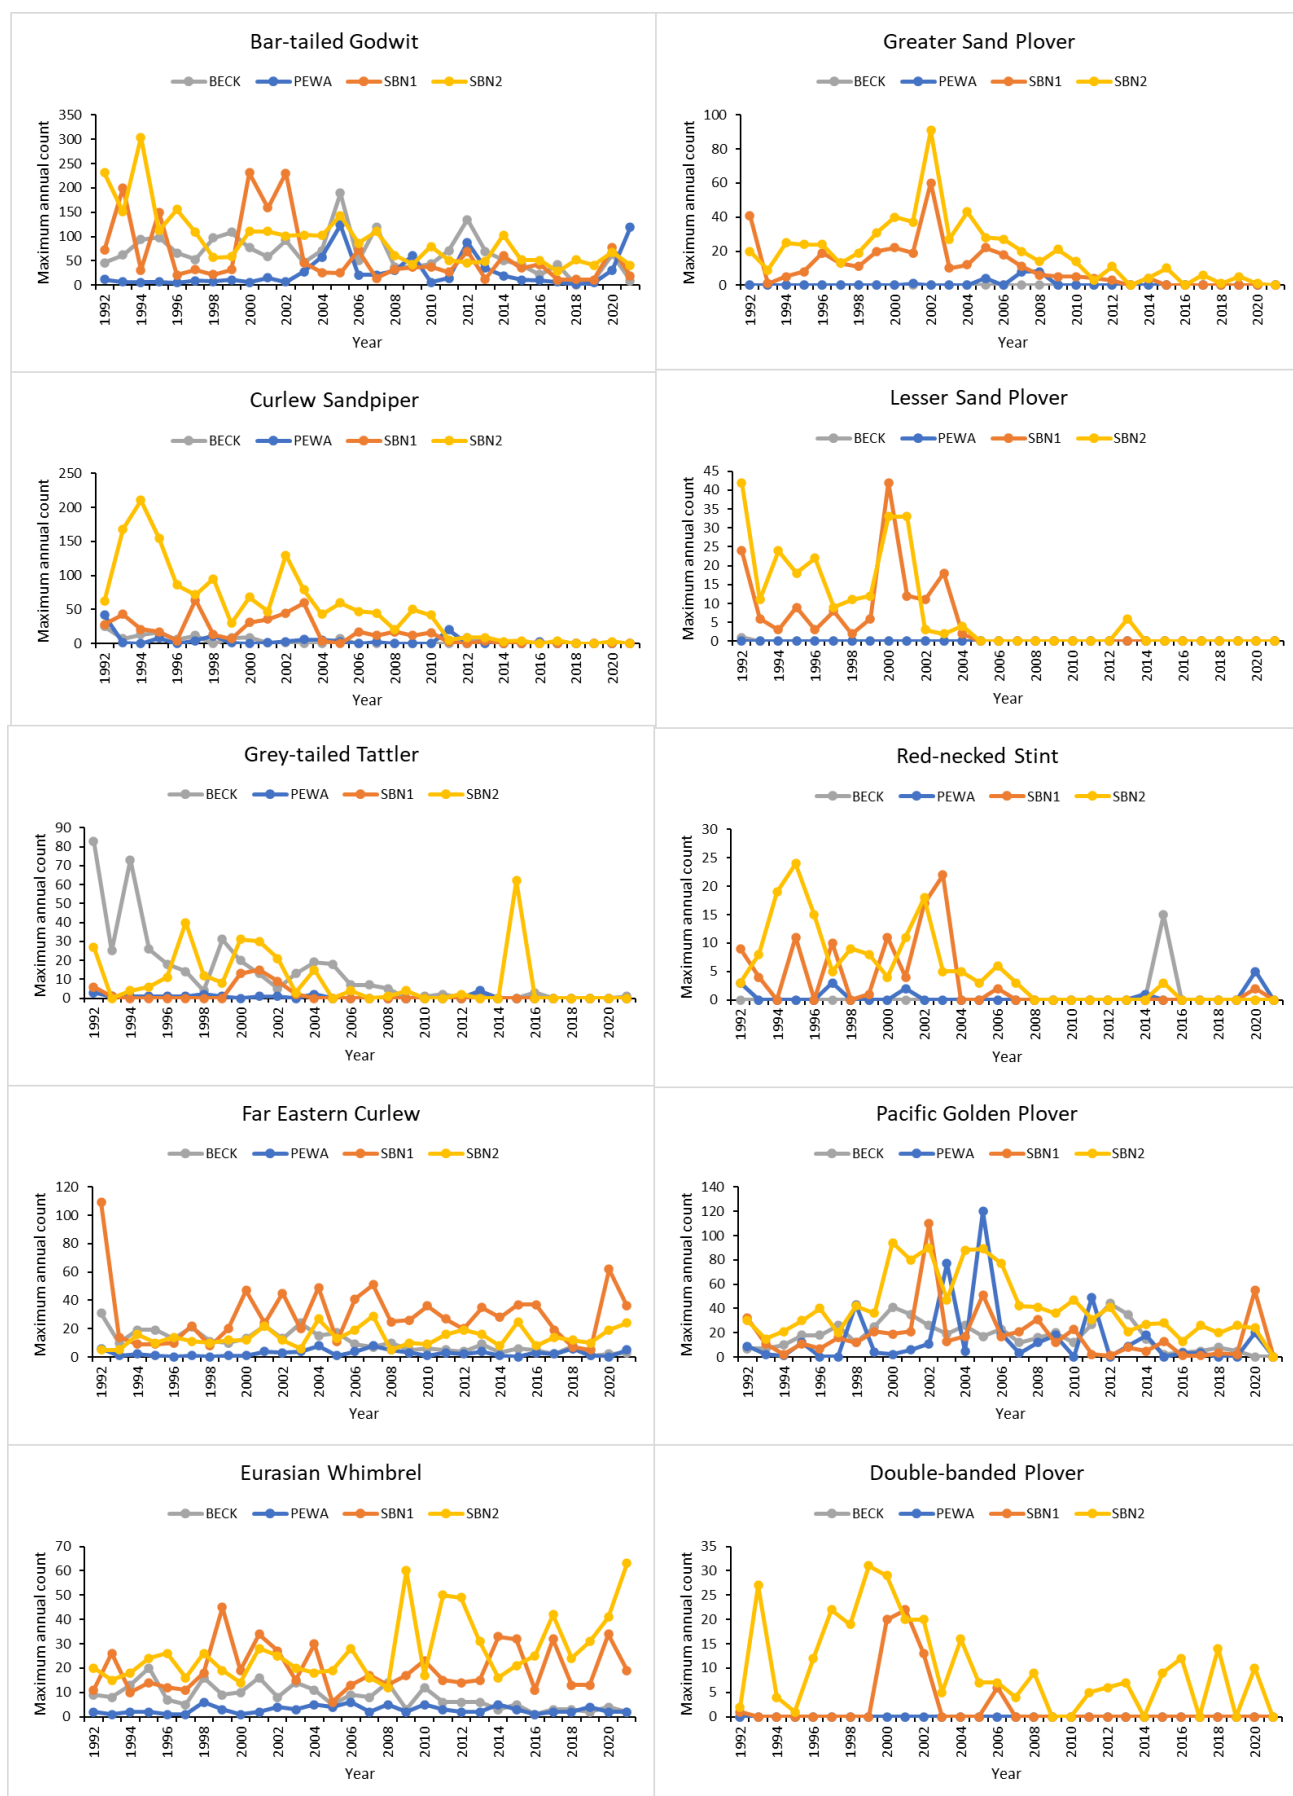 Bar-tailed Godwit
BECK PEWA SBN1 SBN2
Maximum annual count
350
300
250
200
150
100
50
0
1992 1994 1996 1998 2000 2002 2004 2006 2008 2010 2012 2014 2016 2018 2020
Year
Greater Sand Plover
BECK PEWA SBN1 SBN2
Maximum annual count
100
80
60
40
20
0
1992 1994 1996 1998 2000 2002 2004 2006 2008 2010 2012 2014 2016 2018 2020
Year
Curlew Sandpiper
BECK PEWA SBN1 SBN2
Maximum annual count
250
200
150
100
50
0
1992 1994 1996 1998 2000 2002 2004 2006 2008 2010 2012 2014 2016 2018 2020
Year
Lesser Sand Plover
BECK PEWA SBN1 SBN2
Maximum annual count
45
40
35
30
25
20
15
10
5
0
1992 1994 1996 1998 2000 2002 2004 2006 2008 2010 2012 2014 2016 2018 2020
Year
Grey-tailed Tattler
BECK PEWA SBN1 SBN2
Maximum annual count
90
80
70
60
50
40
30
20
10
0
1992 1994 1996 1998 2000 2002 2004 2006 2008 2010 2012 2014 2016 2018 2020
Year
Red-necked Stint
BECK PEWA SBN1 SBN2
Maximum annual count
30
25
20
15
10
5
0
1992 1994 1996 1998 2000 2002 2004 2006 2008 2010 2012 2014 2016 2018 2020
Year
Far Eastern Curlew
BECK PEWA SBN1 SBN2
Maximum annual count
120
100
80
60
40
20
0
1992 1994 1996 1998 2000 2002 2004 2006 2008 2010 2012 2014 2016 2018 2020
Year
Pacific Golden Plover
BECK PEWA SBN1 SBN2
Maximum annual count
140
120
100
80
60
40
20
0
1992 1994 1996 1998 2000 2002 2004 2006 2008 2010 2012 2014 2016 2018 2020
Year
Eurasian Whimbrel
BECK PEWA SBN1 SBN2
Maximum annual count
70
60
50
40
30
20
10
0
1992 1994 1996 1998 2000 2002 2004 2006 2008 2010 2012 2014 2016 2018 2020
Year
Double-banded Plover
BECK PEWA SBN1 SBN2
Maximum annual count
35
30
25
20
15
10
5
0
1992 1994 1996 1998 2000 2002 2004 2006 2008 2010 2012 2014 2016 2018 2020
Year